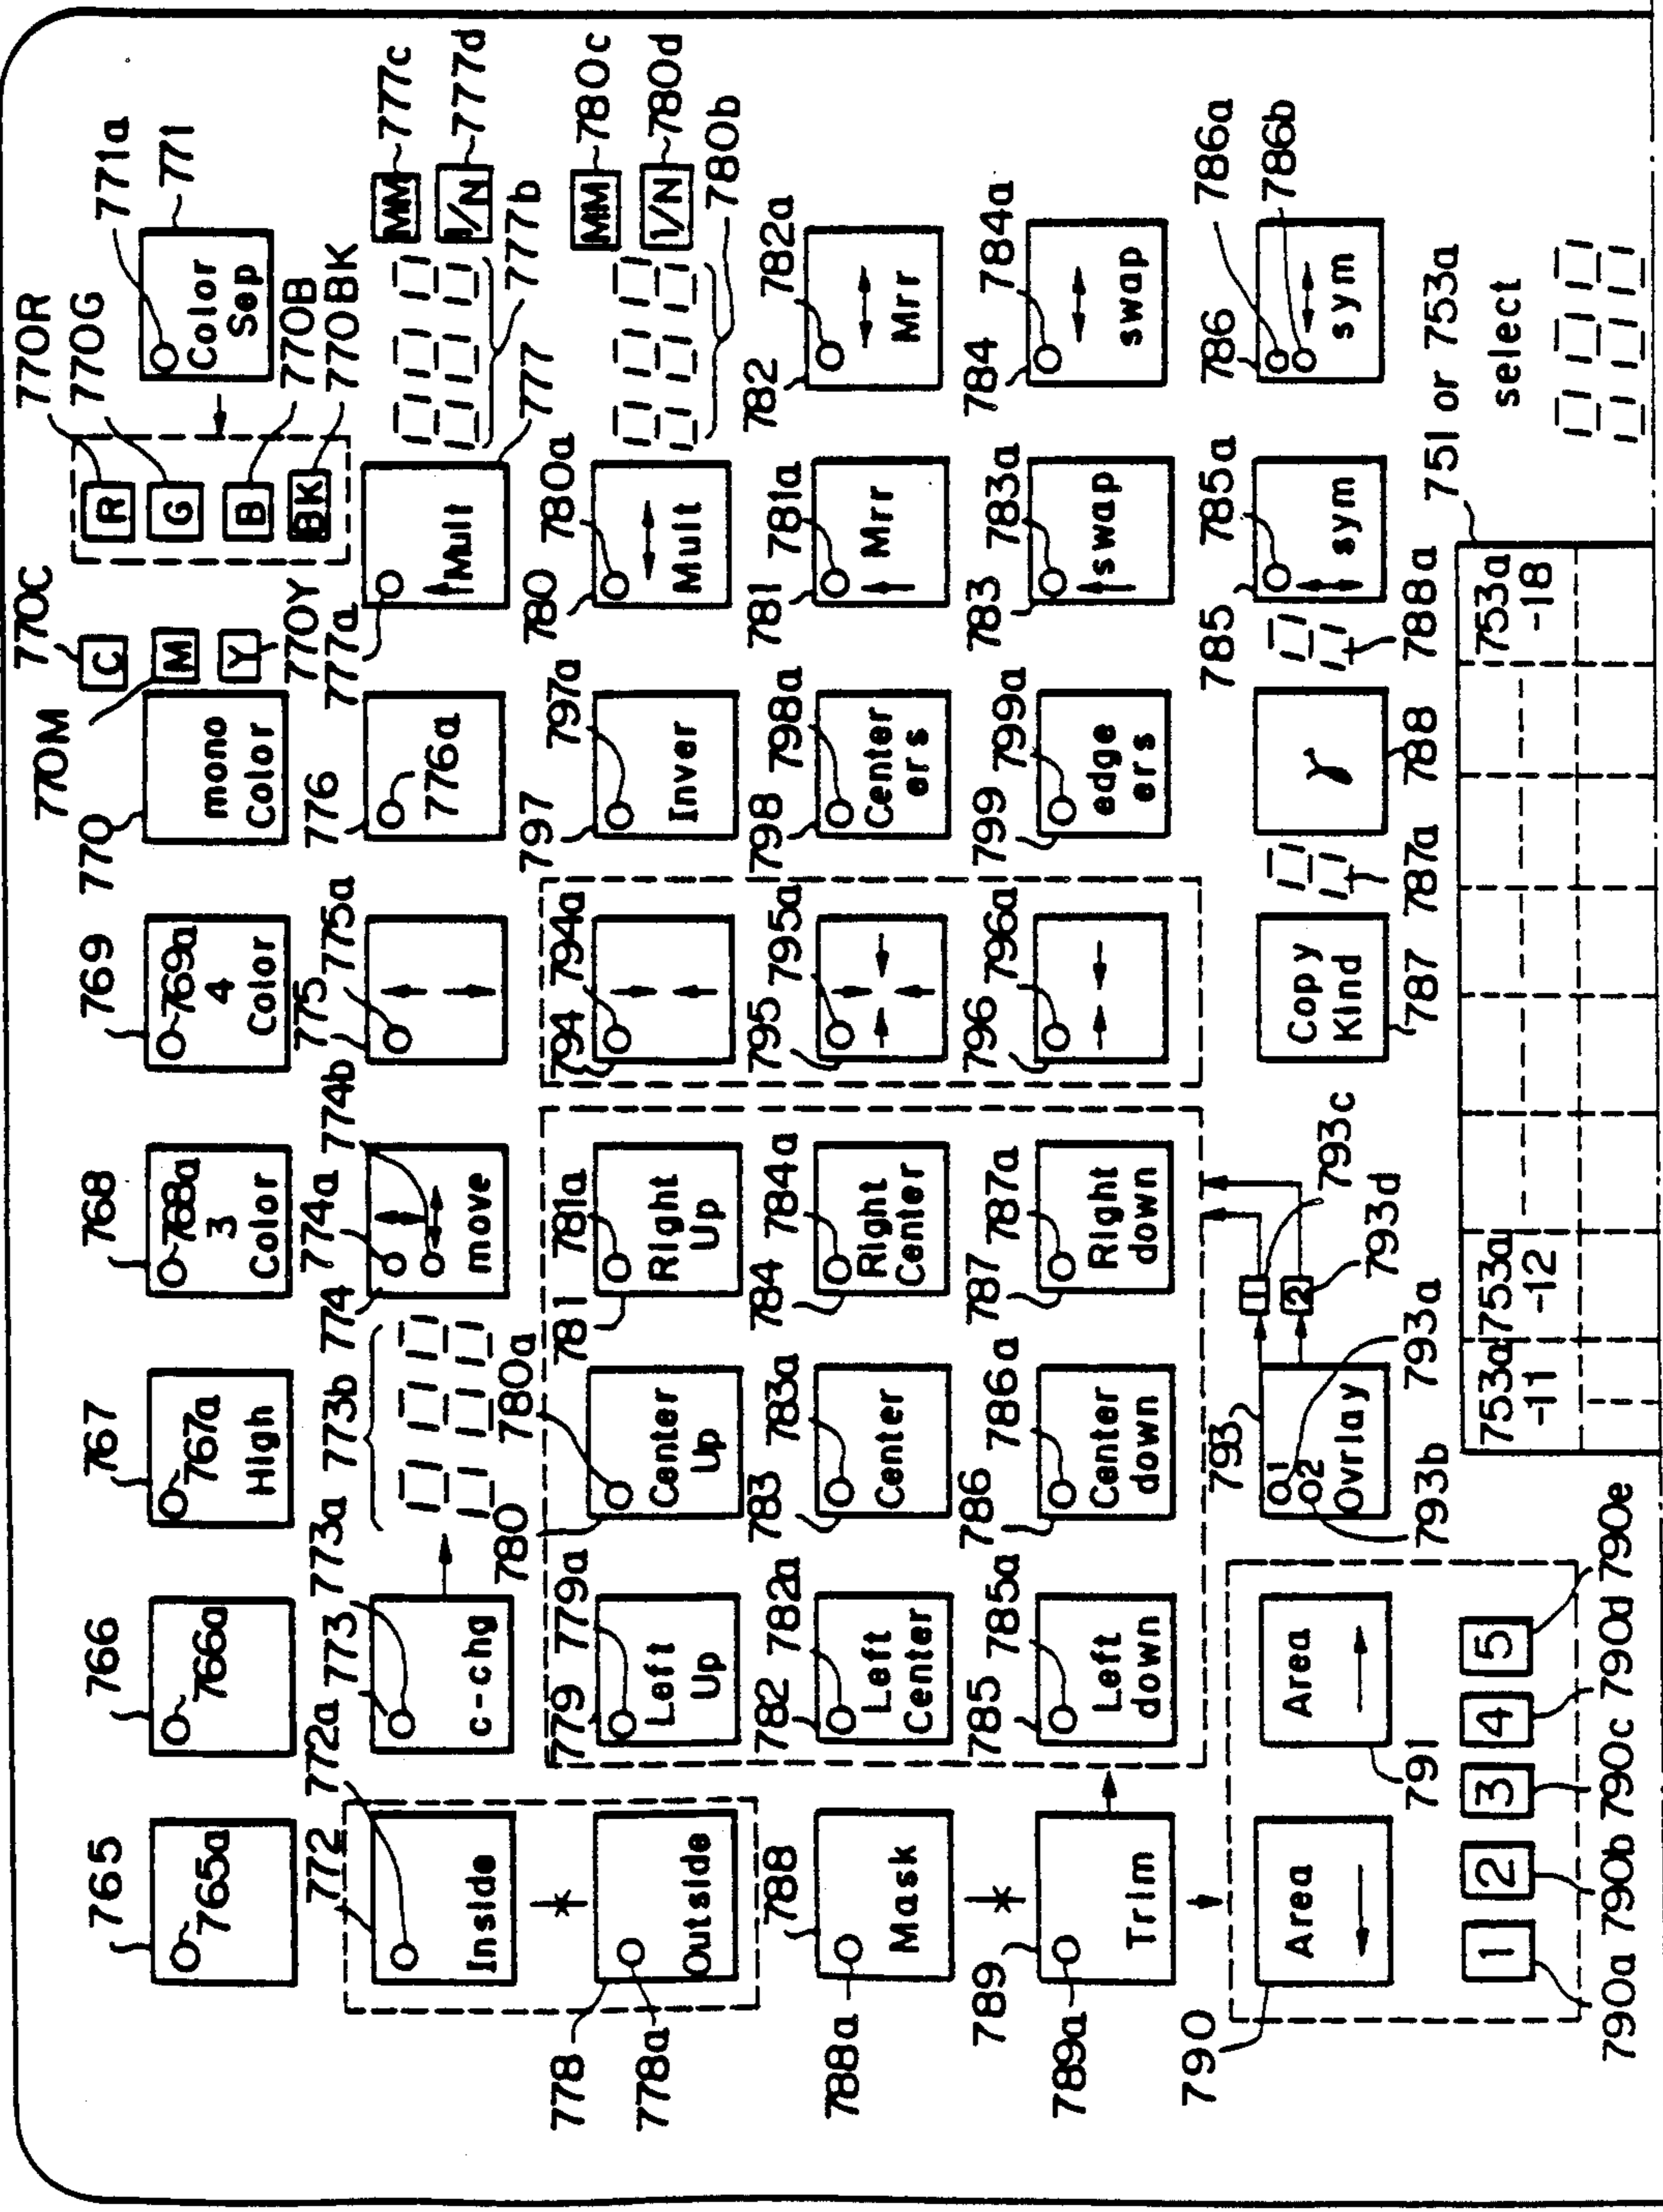 765
766
767
768
769
770
770M
770C
770R
770G
771a
771
765a
766a
767a
High
768a
3
Color
769a
4
Color
mono
Color
C
M
Y
770Y
R
G
B
BK
770B
770BK
Color
Sep
772
772a
773
773a
773b
774
774a
774b
775
775a
776
777a
Inside
c-chg
888
move
776a
Mult
777
888
777b
MM
777c
1/N
777d
778
778a
Outside
779
779a
Left
Up
780
780a
Center
Up
781
781a
Right
Up
794
794a
797
797a
Inver
780
780a
Mult
888
780b
MM
780c
1/N
780d
788
788a
Mask
782
782a
Left
Center
783
783a
Center
784
784a
Right
Center
795
795a
798
798a
Center
ers
781
781a
Mrr
782
782a
Mrr
789
789a
Trim
785
785a
Left
down
786
786a
Center
down
787
787a
Right
down
796
796a
799
799a
edge
ers
783
783a
swap
784
784a
swap
790
Area
Area
791
793
1
2
Ovrlay
793a
793b
1
2
793c
793d
Copy
Kind
787
8
787a
γ
788
8
788a
785
785a
sym
786
786a
786b
sym
1
2
3
4
5
790a
790b
790c
790d
790e
753a
-11
753a
-12
753a
-18
751 or 753a
select
888